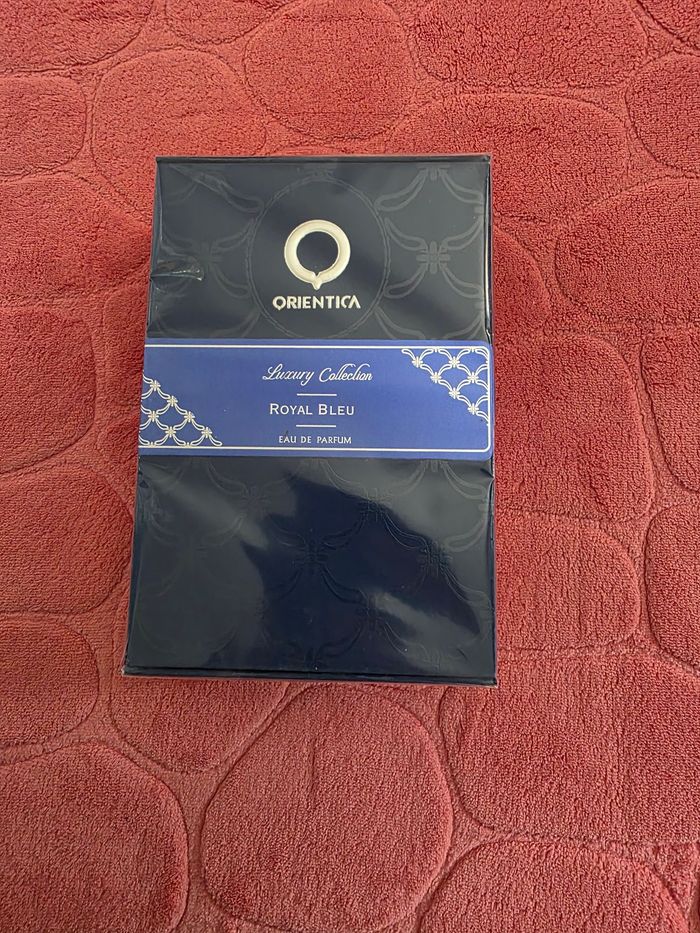 ORIENTICA
Luxury Collection
ROYAL BLEU
EAU DE PARFUM